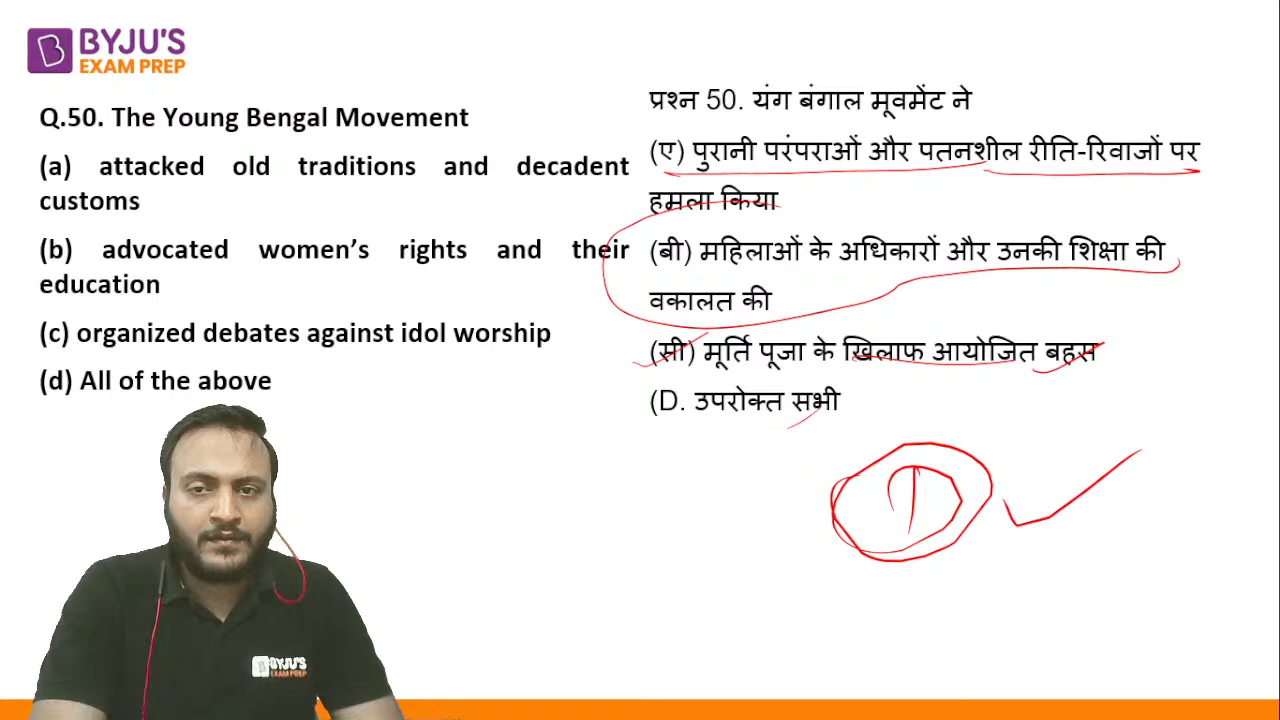 BYJU'S
EXAM PREP
Q.50. The Young Bengal Movement
(a) attacked old traditions and decadent
customs
(b) advocated women's rights and their
education
(c) organized debates against idol worship
(d) All of the above
प्रश्न 50. यंग बंगाल मूवमेंट ने
(ए) पुरानी परंपराओं और पतनशील रीति-रिवाजों पर
हमला किया
(बी) महिलाओं के अधिकारों और उनकी शिक्षा की
वकालत की
(सी) मूर्ति पूजा के ख़िलाफ आयोजित बहस
(D. उपरोक्त सभी
D
BYJU'S
EXAM PREP